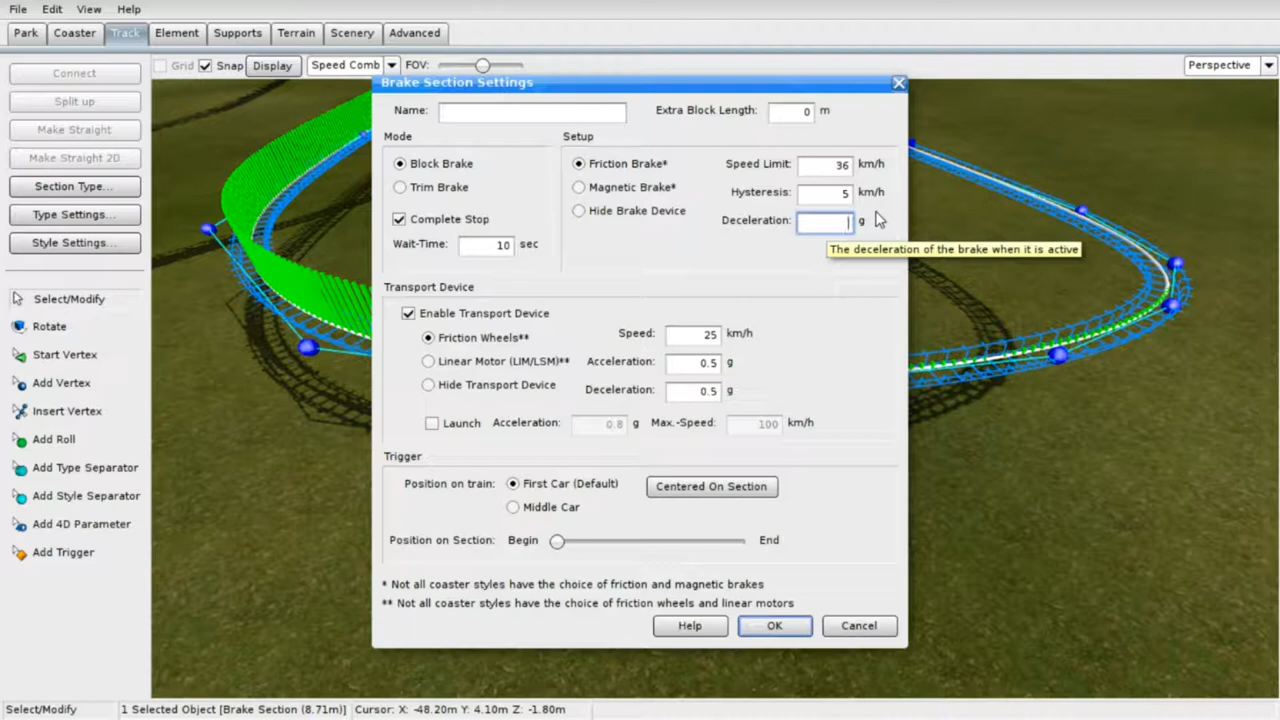 File Edit View Help
Park Coaster Track Element Supports Terrain Scenery Advanced
Grid Snap Display Speed Comb FOV: Perspective
Connect
Split up
Make Straight
Make Straight 2D
Section Type...
Type Settings...
Style Settings...
Select/Modify
Rotate
Start Vertex
Add Vertex
Insert Vertex
Add Roll
Add Type Separator
Add Style Separator
Add 4D Parameter
Add Trigger
Brake Section Settings
Name: Extra Block Length: 0 m
Mode Setup
Block Brake Friction Brake* Speed Limit: 36 km/h
Trim Brake Magnetic Brake* Hysteresis: 5 km/h
Complete Stop Hide Brake Device Deceleration: g
Wait-Time: 10 sec
The deceleration of the brake when it is active
Transport Device
Enable Transport Device
Friction Wheels** Speed: 25 km/h
Linear Motor (LIM/LSM)** Acceleration: 0.5 g
Hide Transport Device Deceleration: 0.5 g
Launch Acceleration: 0.8 g Max.-Speed: 100 km/h
Trigger
Position on train: First Car (Default) Centered On Section
Middle Car
Position on Section: Begin End
* Not all coaster styles have the choice of friction and magnetic brakes
** Not all coaster styles have the choice of friction wheels and linear motors
Help OK Cancel
Select/Modify 1 Selected Object [Brake Section (8.71m)] Cursor: X: -48.20m Y: 4.10m Z: -1.80m